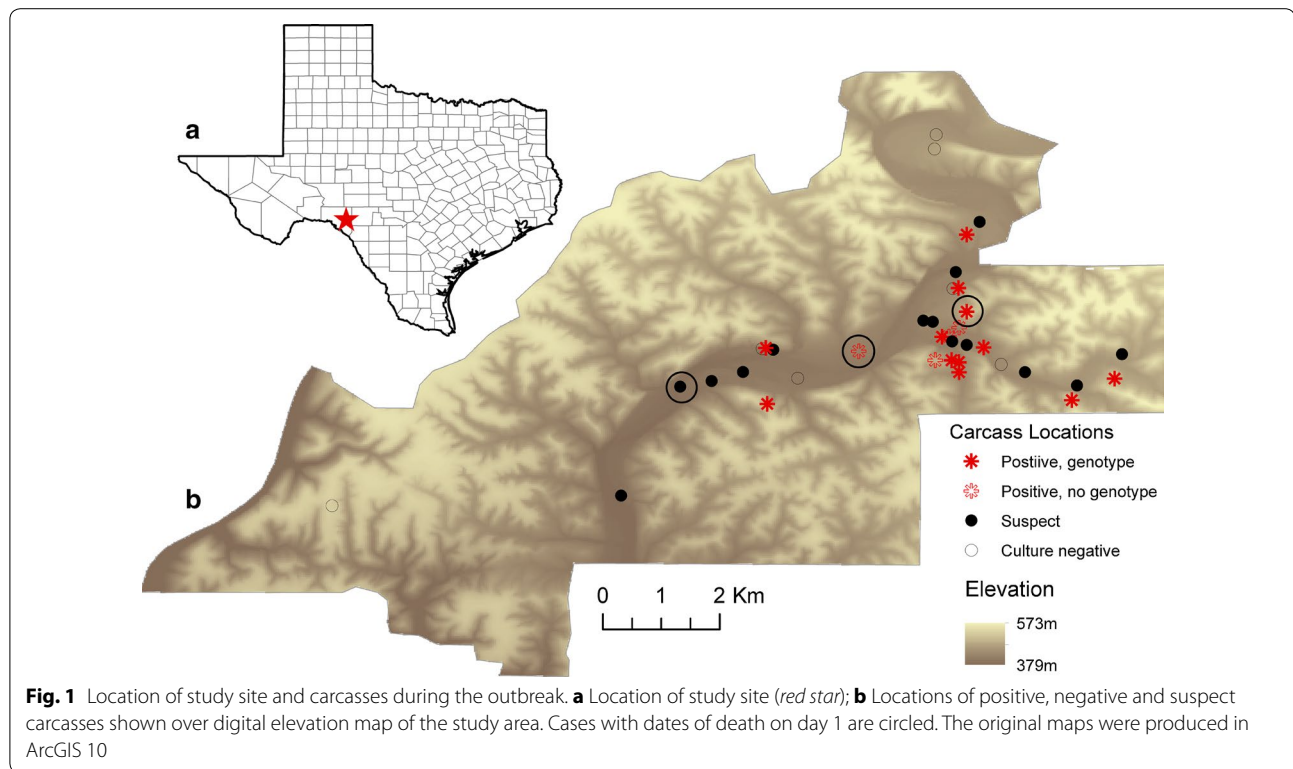 a
b
0 1 2 Km
Carcass Locations
Postiive, genotype
Positive, no genotype
Suspect
Culture negative
Elevation
573m
379m
Fig. 1 Location of study site and carcasses during the outbreak. a Location of study site (red star); b Locations of positive, negative and suspect
carcasses shown over digital elevation map of the study area. Cases with dates of death on day 1 are circled. The original maps were produced in
ArcGIS 10